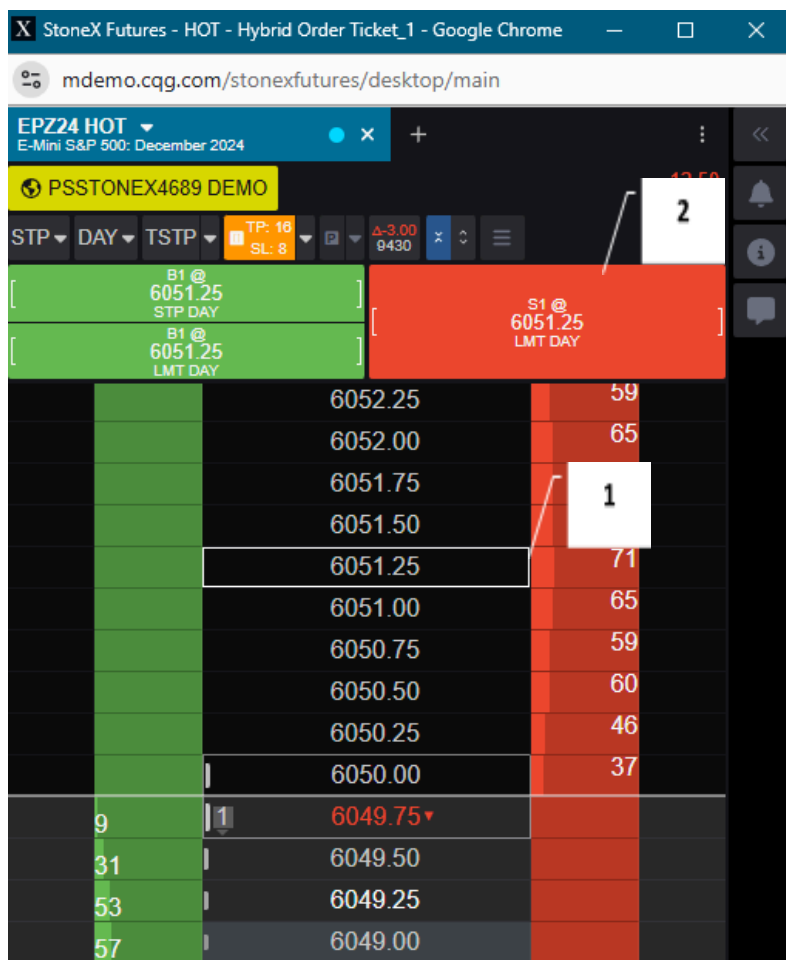 X StoneX Futures - HOT - Hybrid Order Ticket_1 - Google Chrome
mdemo.cqg.com/stonexfutures/desktop/main
EPZ24 HOT
E-Mini S&P 500: December 2024
PSSTONEX4689 DEMO
2
STP DAY TSTP TP: 16 SL: 8 P Δ-3.00 9430
B1 @
6051.25
STP DAY
B1 @
6051.25
LMT DAY
S1 @
6051.25
LMT DAY
6052.25 59
6052.00 65
6051.75
1
6051.50
6051.25 71
6051.00 65
6050.75 59
6050.50 60
6050.25 46
6050.00 37
9 1 6049.75
31 6049.50
53 6049.25
57 6049.00